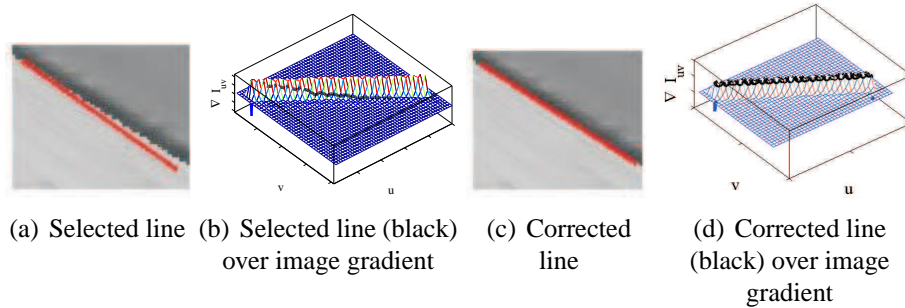 ∇ I_uv
v
u
∇ I_uv
v
u
(a) Selected line
(b) Selected line (black)
over image gradient
(c) Corrected
line
(d) Corrected line
(black) over image
gradient